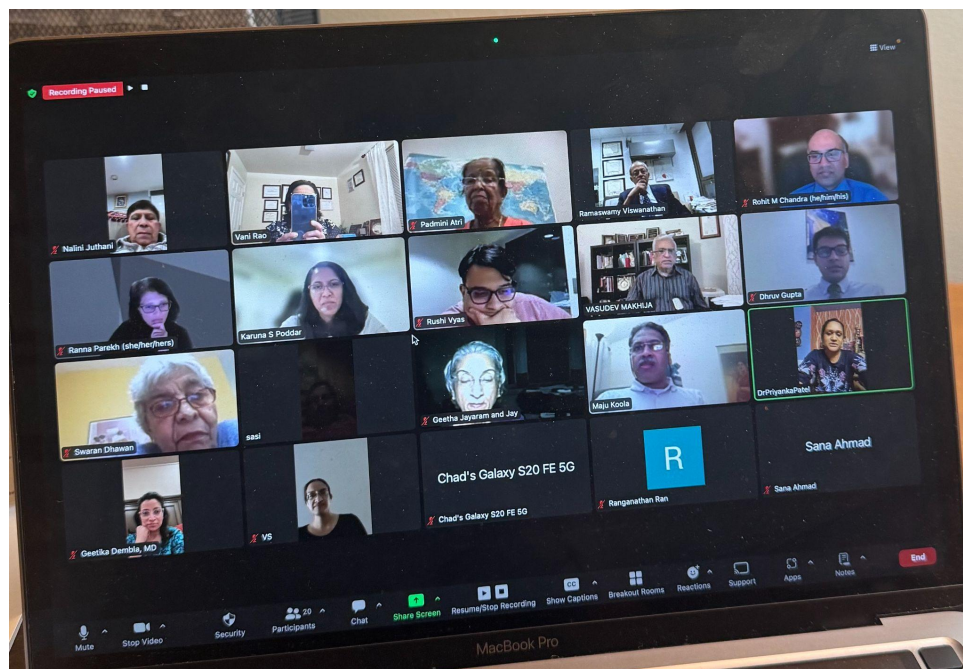 View
Recording Paused
Nalini Juthani
Vani Rao
Padmini Atri
Ramaswamy Viswanathan
Rohit M Chandra (he/him/his)
Ranna Parekh (she/her/hers)
Karuna S Poddar
Rushi Vyas
VASUDEV MAKHIJA
Dhruv Gupta
Swaran Dhawan
sasi
Geetha Jayaram and Jay
Maju Koola
DrPriyankaPatel
Geetika Dembla, MD
VS
Chad's Galaxy S20 FE 5G
Chad's Galaxy S20 FE 5G
R
Ranganathan Ran
Sana Ahmad
Sana Ahmad
Mute
Stop Video
Security
Participants
20
Chat
Share Screen
Resume/Stop Recording
CC
Show Captions
Breakout Rooms
Reactions
Support
Apps
Notes
End
MacBook Pro